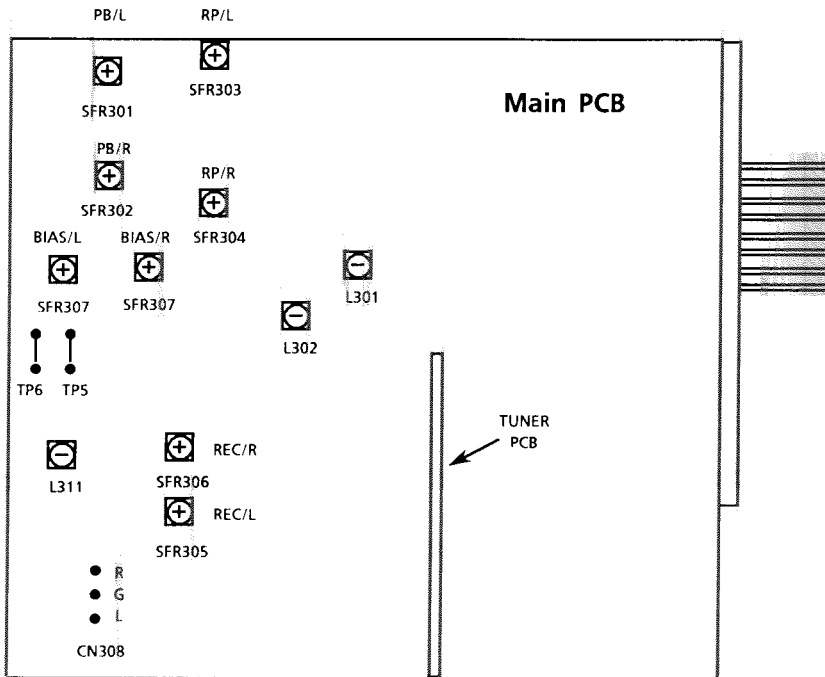 PB/L
RP/L
SFR301
SFR303
Main PCB
PB/R
SFR302
RP/R
SFR304
BIAS/L
BIAS/R
SFR307
SFR307
L301
L302
TP6
TP5
TUNER
PCB
L311
REC/R
SFR306
REC/L
SFR305
R
G
L
CN308